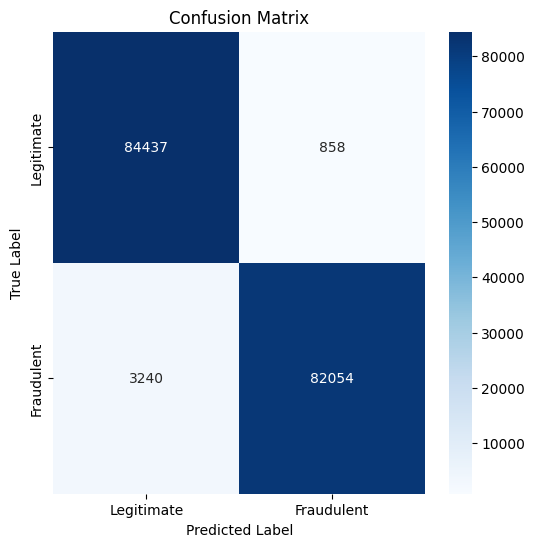 Confusion Matrix
True Label
Legitimate
Fraudulent
84437
858
3240
82054
Legitimate
Fraudulent
Predicted Label
80000
70000
60000
50000
40000
30000
20000
10000